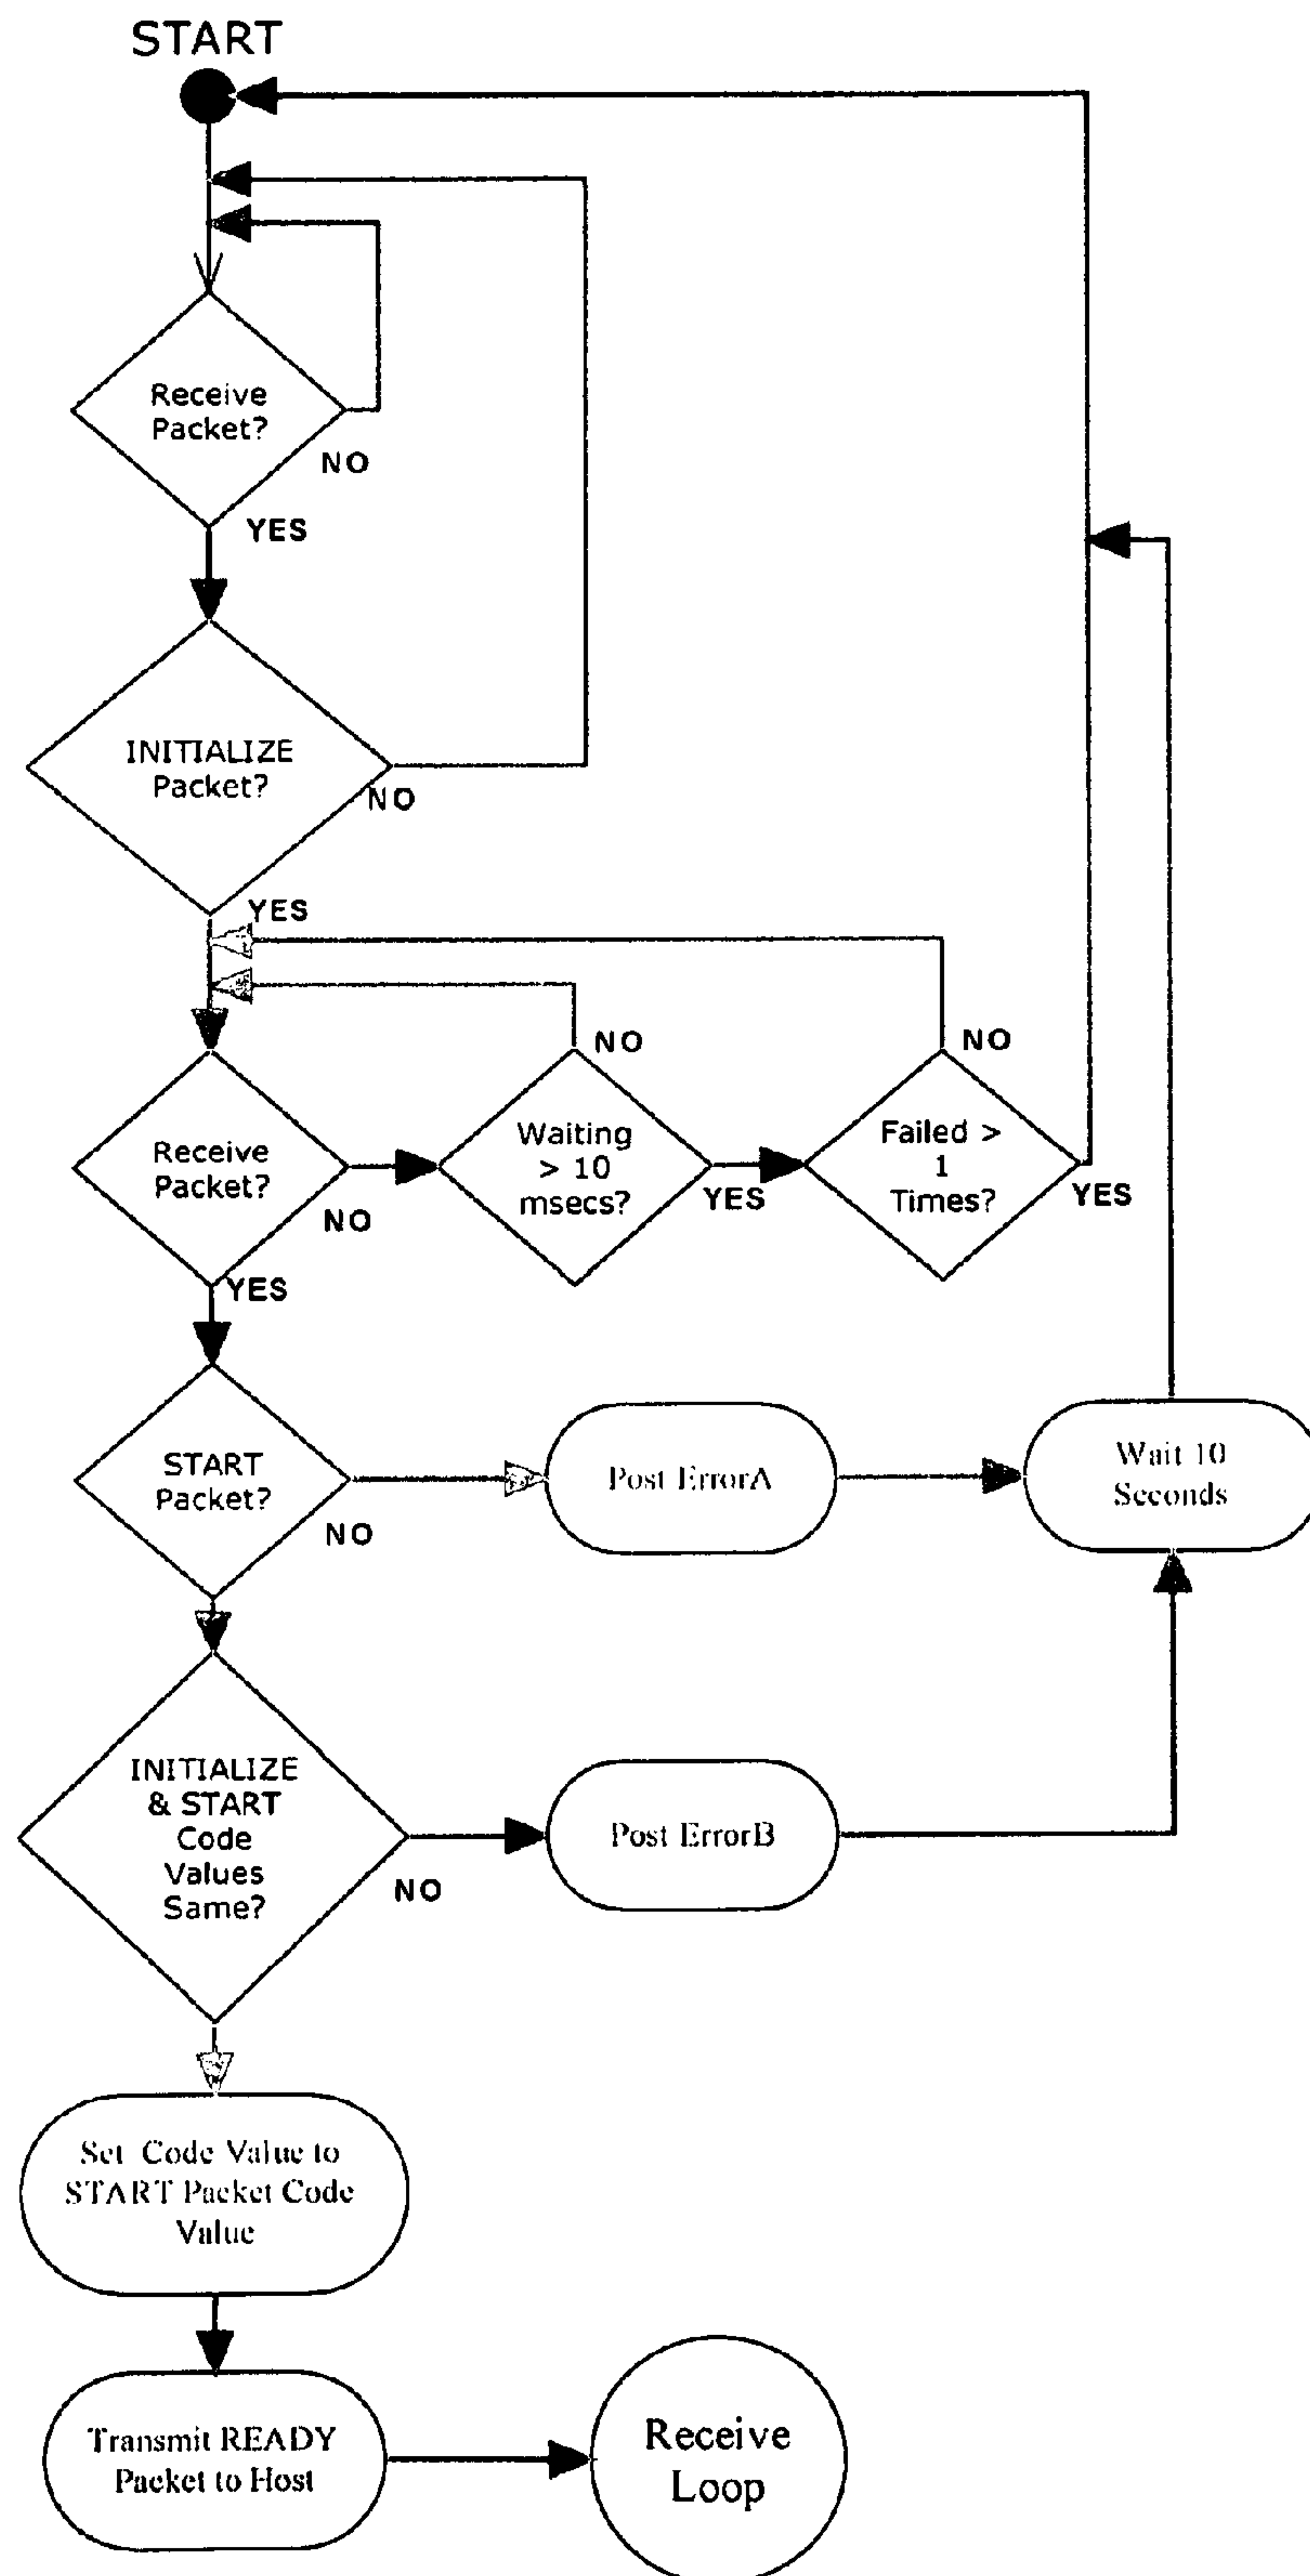 START
Receive
Packet?
NO
YES
INITIALIZE
Packet?
NO
YES
Receive
Packet?
NO
YES
Waiting
> 10
msecs?
NO
YES
Failed >
1
Times?
NO
YES
START
Packet?
NO
Post ErrorA
Wait 10
Seconds
INITIALIZE
& START
Code
Values
Same?
NO
Post ErrorB
Set Code Value to
START Packet Code
Value
Transmit READY
Packet to Host
Receive
Loop